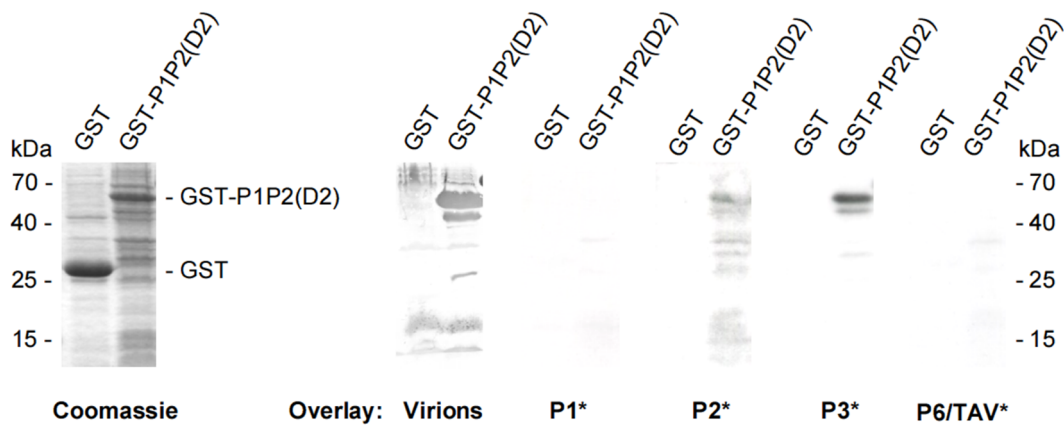 GST
GST-P1P2(D2)
GST
GST-P1P2(D2)
GST
GST-P1P2(D2)
GST
GST-P1P2(D2)
GST
GST-P1P2(D2)
GST
GST-P1P2(D2)
kDa
70 -
40 -
25 -
15 -
- GST-P1P2(D2)
- GST
kDa
- 70
- 40
- 25
- 15
Coomassie Overlay: Virions P1* P2* P3* P6/TAV*